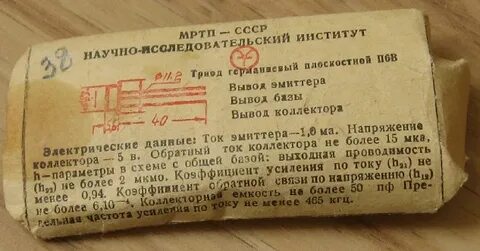 МРТП — СССР
НАУЧНО-ИССЛЕДОВАТЕЛЬСКИЙ ИНСТИТУТ
38
Триод германиевый плоскостной П6В
Вывод эмиттера
Вывод базы
Вывод коллектора
40
Электрические данные: Ток эмиттера—1,0 ма. Напряжение
коллектора — 5 в. Обратный ток коллектора не более 15 мка,
h-параметры в схеме с общей базой: выходная проводимость
(h₂₂) не более 2 мкмо. Коэффициент усиления по току (h₂₁) не
менее 0,94. Коэффициент обратной связи по напряжению (h₁₂)
не более 6,10⁻⁴. Коллекторная емкость не более 50 пф Пре-
дельная частота усиления по току не менее 465 кгц.